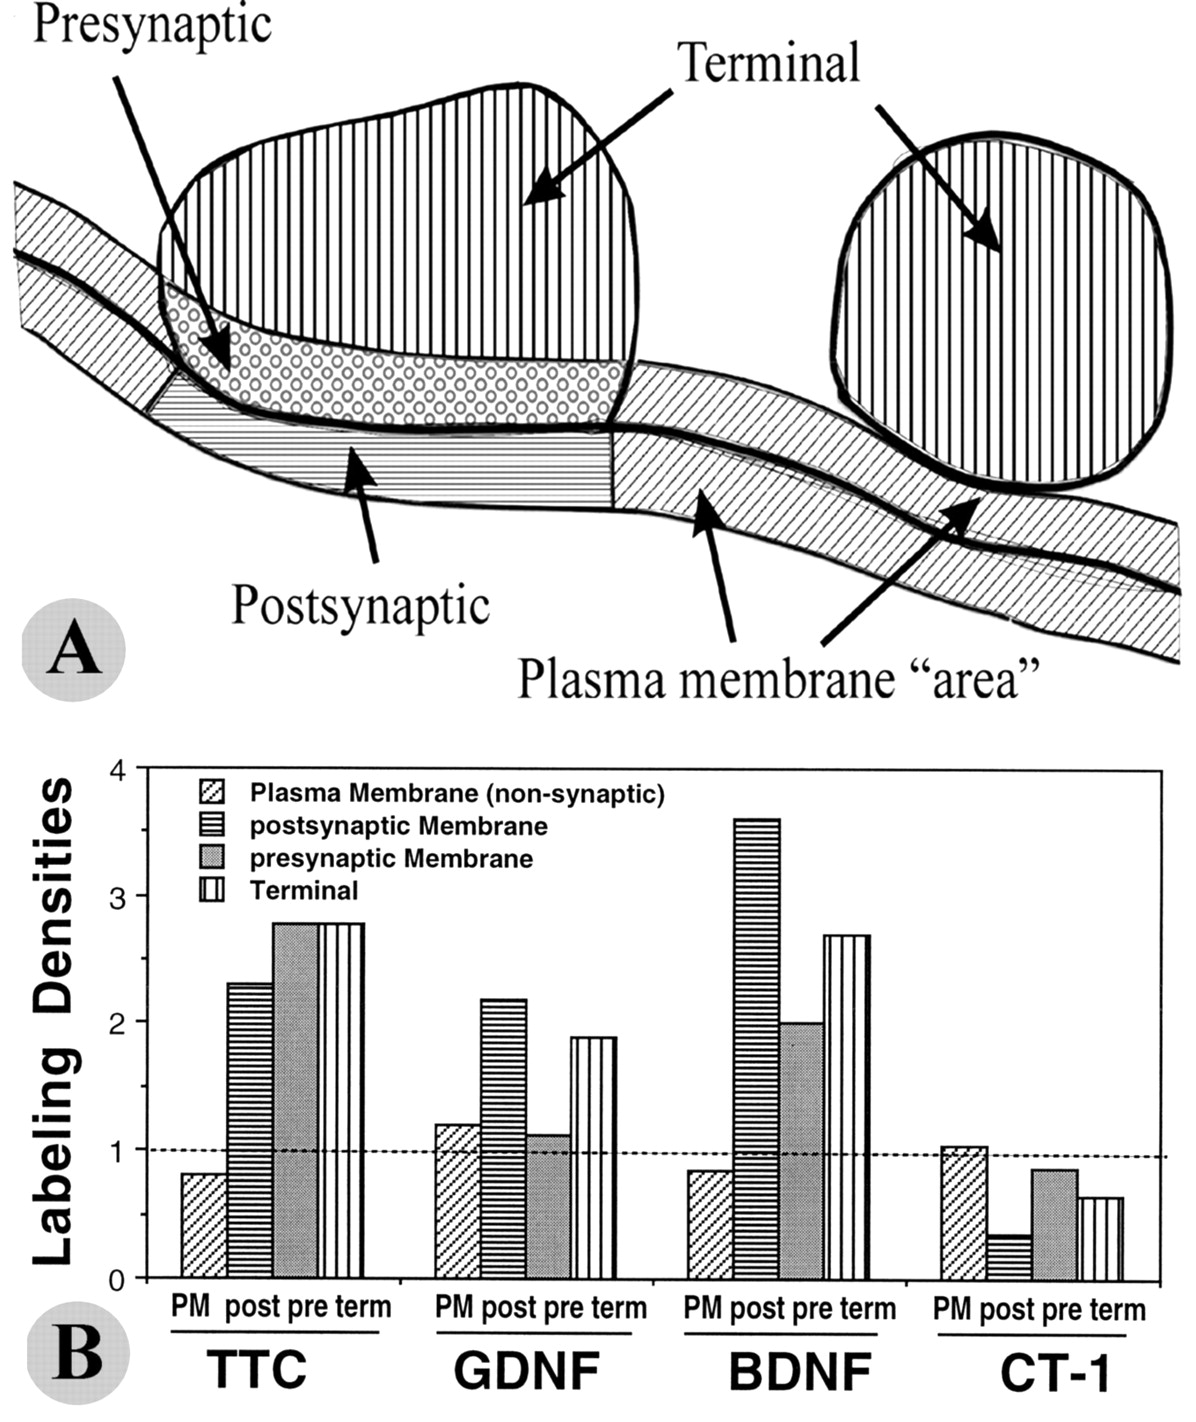 Presynaptic
Terminal
Postsynaptic
Plasma membrane “area”
A
Labeling Densities
4
3
2
1
0
Plasma Membrane (non-synaptic)
postsynaptic Membrane
presynaptic Membrane
Terminal
PM post pre term PM post pre term PM post pre term PM post pre term
TTC GDNF BDNF CT-1
B